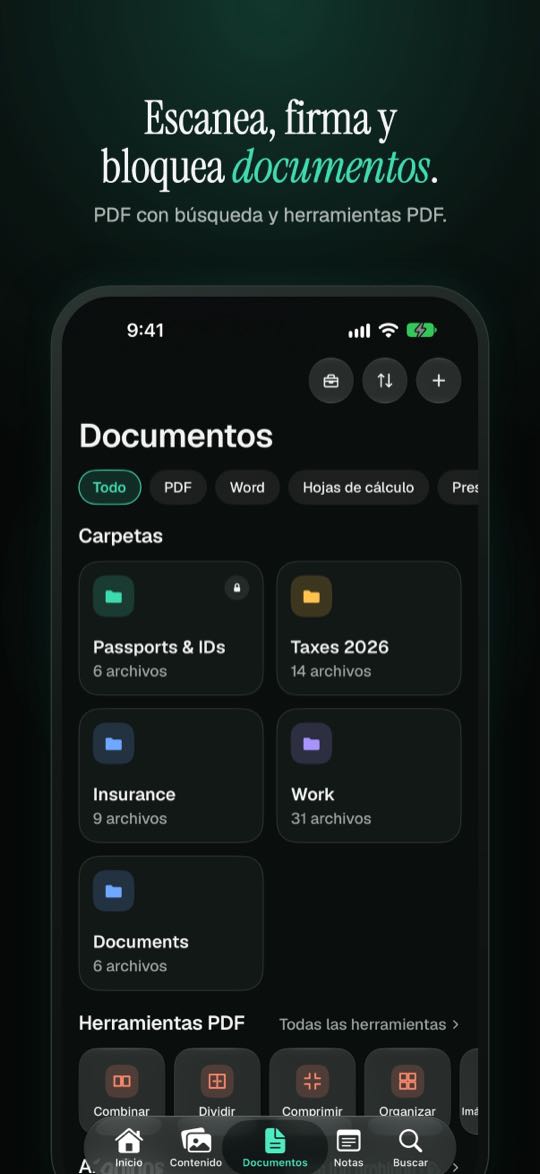 Escanea, firma y
bloquea documentos.
PDF con búsqueda y herramientas PDF.
9:41
Documentos
Todo
PDF
Word
Hojas de cálculo
Pres
Carpetas
Passports & IDs
6 archivos
Taxes 2026
14 archivos
Insurance
9 archivos
Work
31 archivos
Documents
6 archivos
Herramientas PDF
Todas las herramientas >
Combinar
Dividir
Comprimir
Organizar
Imá
Inicio
Contenido
Documentos
Notas
Buscar